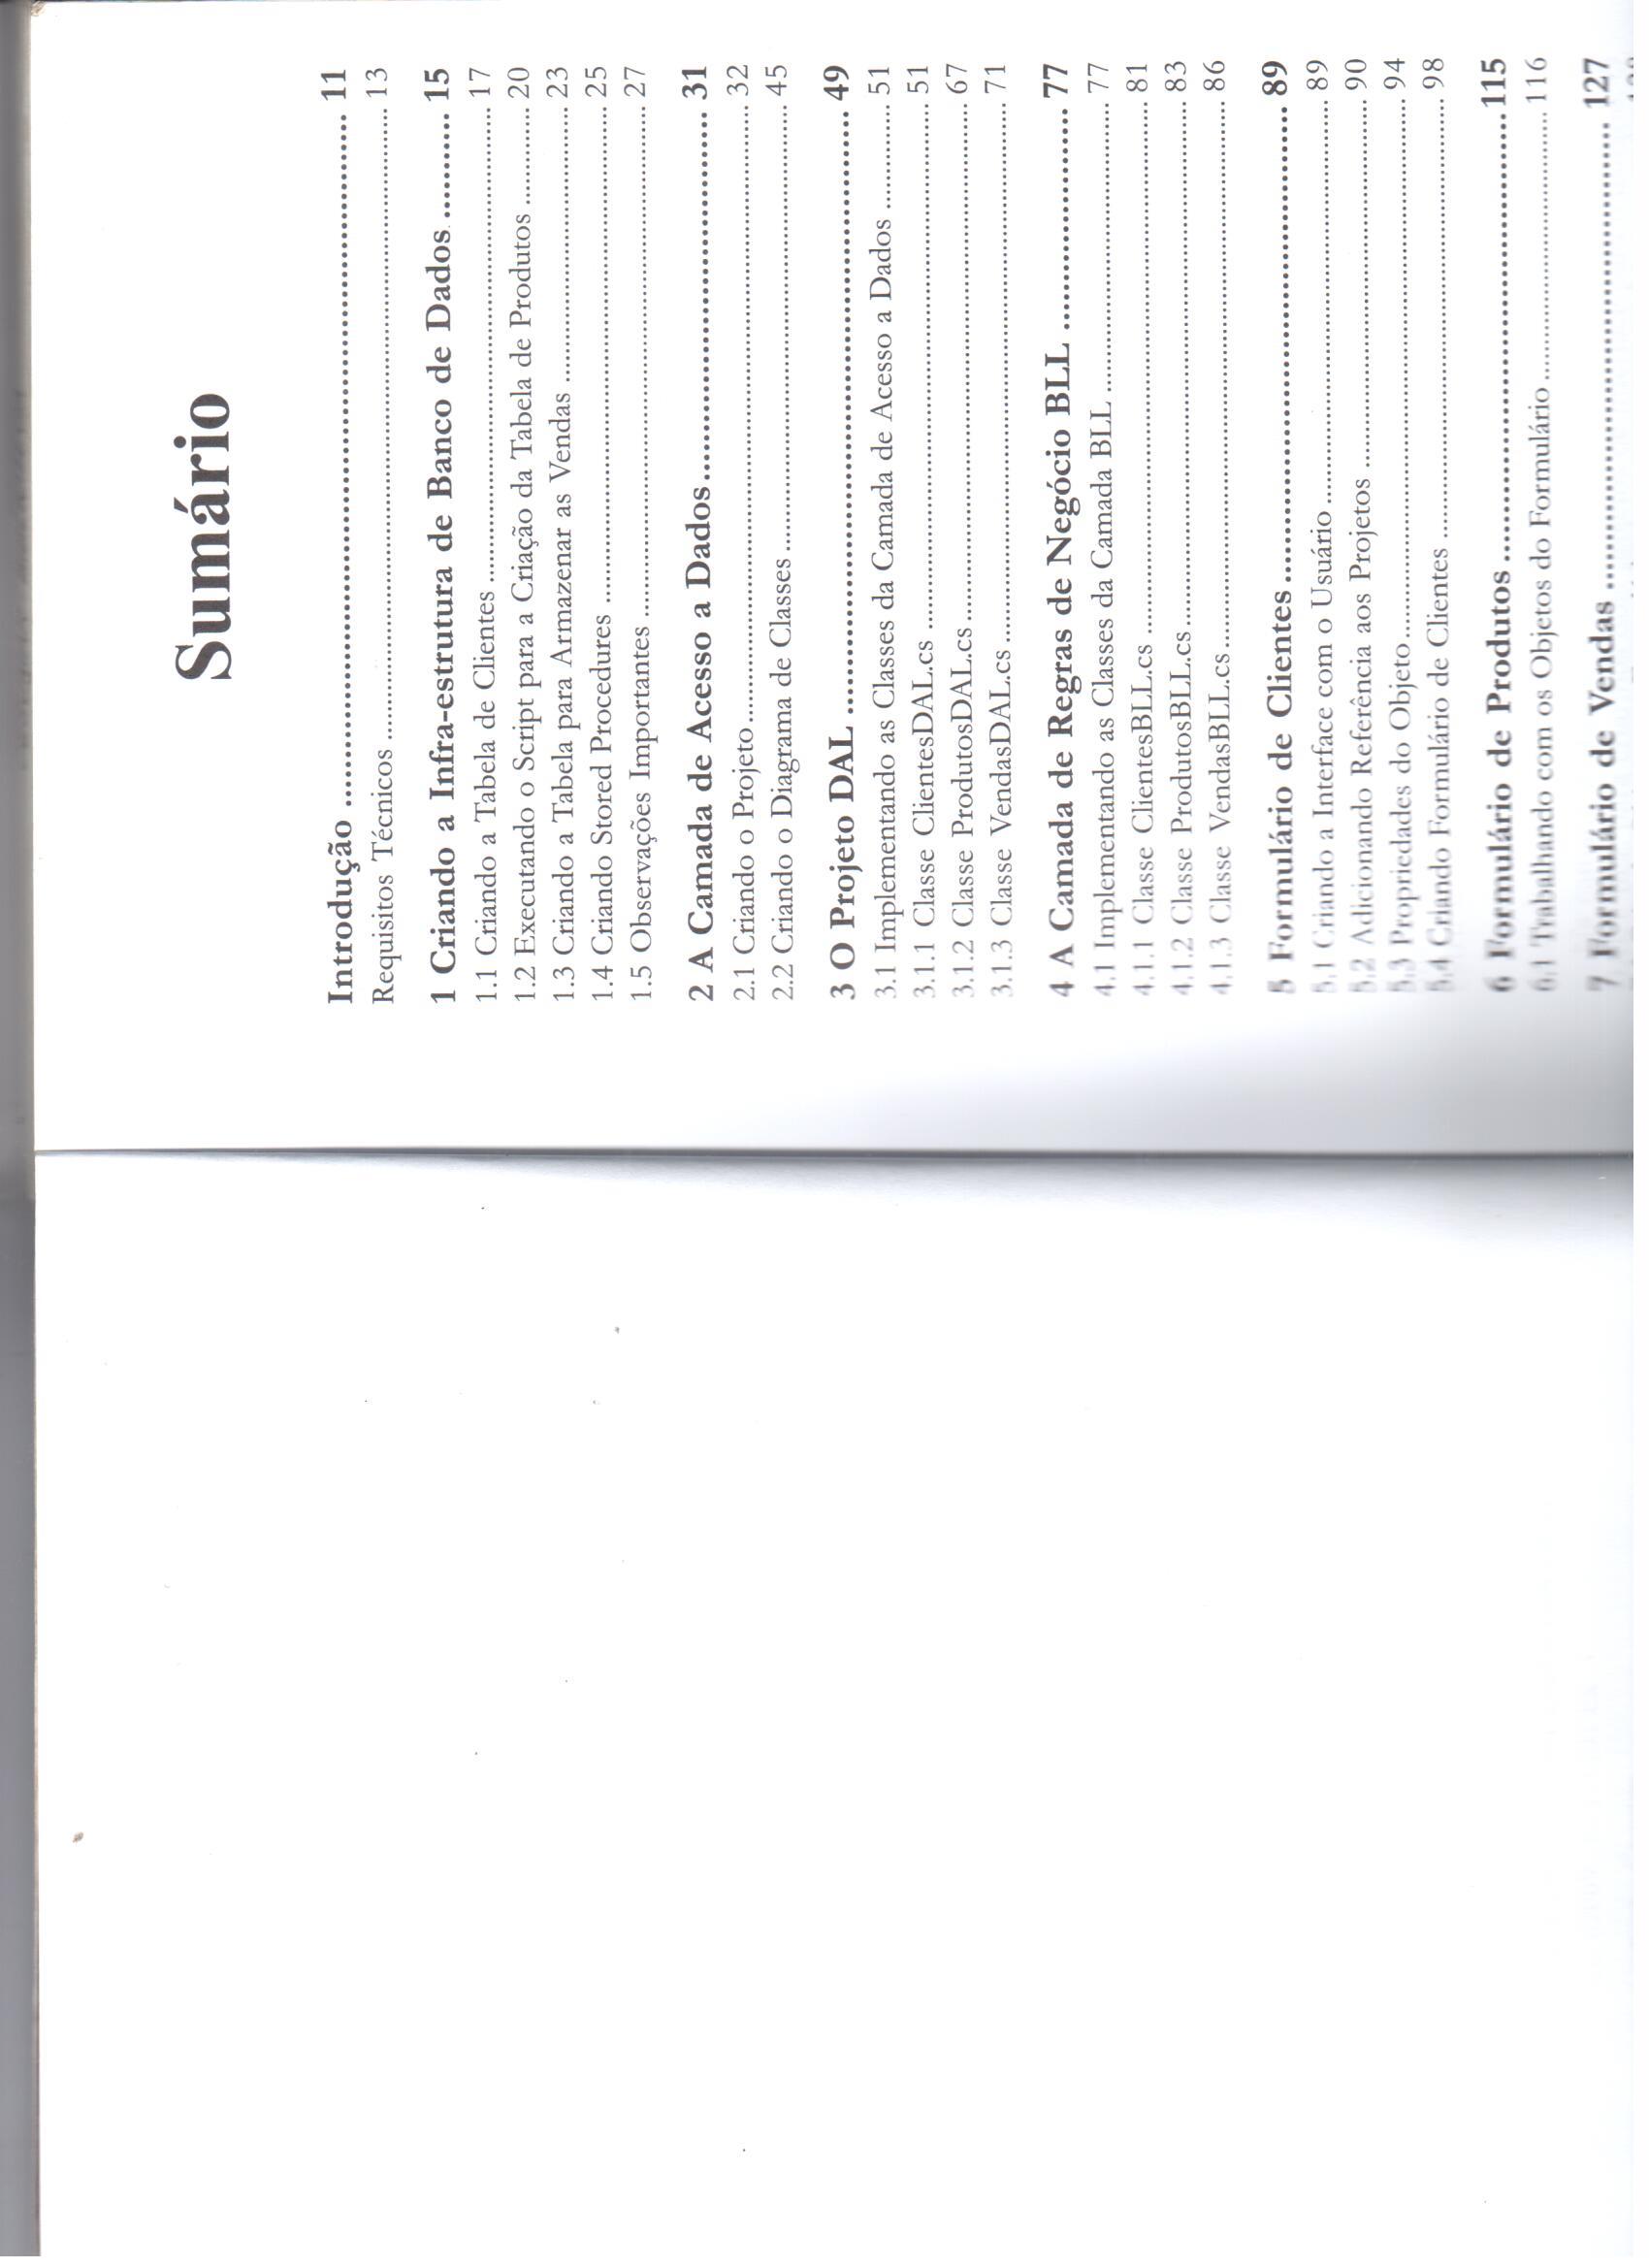 Sumário
Introdução ........................................ 11
Requisitos Técnicos ........................................ 13
1 Criando a Infra-estrutura de Banco de Dados ........... 15
1.1 Criando a Tabela de Clientes ........................................ 17
1.2 Executando o Script para a Criação da Tabela de Produtos ............. 20
1.3 Criando a Tabela para Armazenar as Vendas ........................................ 23
1.4 Criando Stored Procedures ........................................ 25
1.5 Observações Importantes ........................................ 27
2 A Camada de Acesso a Dados ........................................ 31
2.1 Criando o Projeto ........................................ 32
2.2 Criando o Diagrama de Classes ........................................ 45
3 O Projeto DAL ........................................ 49
3.1 Implementando as Classes da Camada de Acesso a Dados ............... 51
3.1.1 Classe ClientesDAL.cs ........................................ 51
3.1.2 Classe ProdutosDAL.cs ........................................ 67
3.1.3 Classe VendasDAL.cs ........................................ 71
4 A Camada de Regras de Negócio BLL ....................... 77
4.1 Implementando as Classes da Camada BLL ........................................ 77
4.1.1 Classe ClientesBLL.cs ........................................ 81
4.1.2 Classe ProdutosBLL.cs ........................................ 83
4.1.3 Classe VendasBLL.cs ........................................ 86
5 Formulário de Clientes ........................................ 89
5.1 Criando a Interface com o Usuário ........................................ 89
5.2 Adicionando Referência aos Projetos ........................................ 90
5.3 Propriedades do Objeto ........................................ 94
5.4 Criando Formulário de Clientes ........................................ 98
6 Formulário de Produtos ........................................ 115
6.1 Trabalhando com os Objetos do Formulário ........................................ 116
7 Formulário de Vendas ........................................ 127